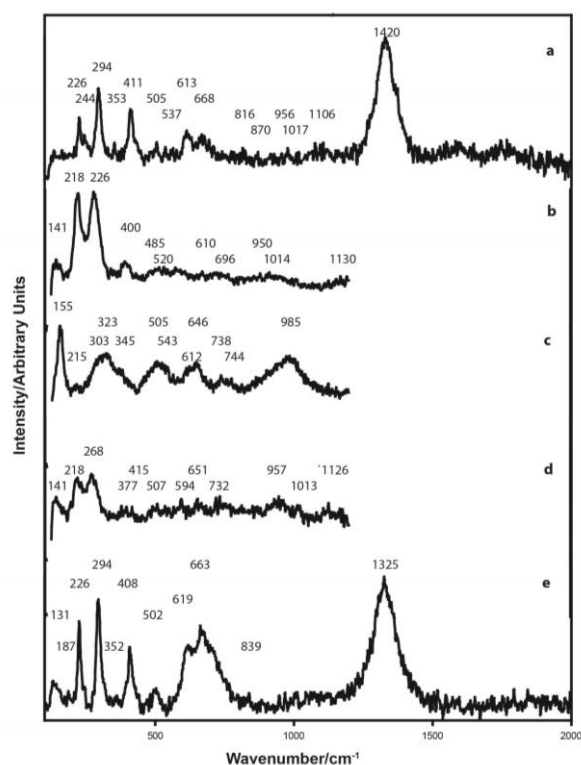 1420
a
294
226 411 613
244 353 505 668 816 956 1106
537 870 1017
218 226 b
141 400 485 610 950
520 696 1014 1130
155
323 505 646 985
303 345 543 738 c
215 612 744
268
218 415 651 957 `1126 d
141 377 507 594 732 1013
294 663 1325
226 408 e
131 619
502
187 352 839
Intensity/Arbitrary Units
500 1000 1500 2000
Wavenumber/cm-1